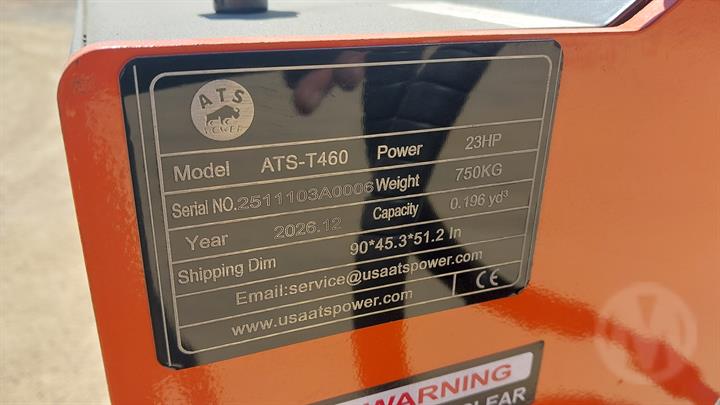 ATS
POWER
Model ATS-T460 Power 23HP
Serial NO.2511103A0006 Weight 750KG
Year 2026.12 Capacity 0.196 yd³
Shipping Dim 90*45.3*51.2 In
Email:service@usaatspower.com
www.usaatspower.com CE
WARNING
CLEAR